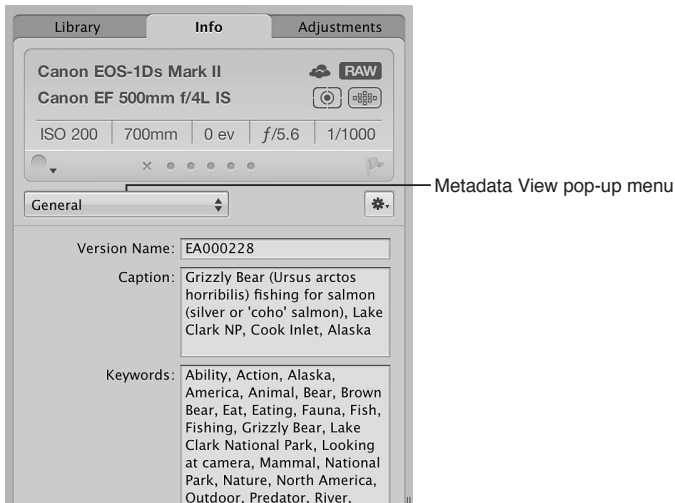 Library Info Adjustments
Canon EOS-1Ds Mark II RAW
Canon EF 500mm f/4L IS
ISO 200 700mm 0 ev ƒ/5.6 1/1000
Metadata View pop-up menu
General
Version Name: EA000228
Caption: Grizzly Bear (Ursus arctos
horribilis) fishing for salmon
(silver or 'coho' salmon), Lake
Clark NP, Cook Inlet, Alaska
Keywords: Ability, Action, Alaska,
America, Animal, Bear, Brown
Bear, Eat, Eating, Fauna, Fish,
Fishing, Grizzly Bear, Lake
Clark National Park, Looking
at camera, Mammal, National
Park, Nature, North America,
Outdoor, Predator, River,